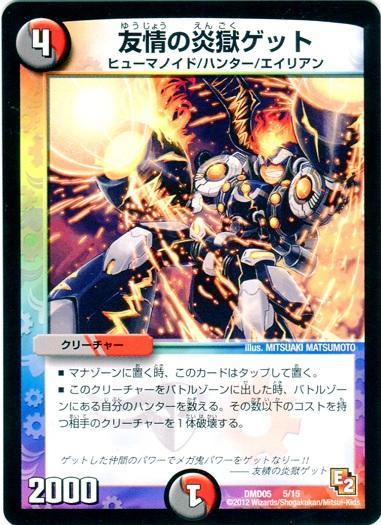 4
ゆうじょう えんごく
友情の炎獄ゲット
ヒューマノイド/ハンター/エイリアン
illus. MITSUAKI MATSUMOTO
クリーチャー
■ マナゾーンに置く時、このカードはタップして置く。
■ このクリーチャーをバトルゾーンに出した時、バトルゾー
ンにある自分のハンターを数える。その数以下のコストを持
つ相手のクリーチャーを1体破壊する。
ゲットした仲間のパワーでメガ鬼パワーをゲットなりー!!
―― 友情の炎獄ゲット
E2
2000
1
DMD05 5/15
©2012 Wizards/Shogakukan/Mitsui-Kids